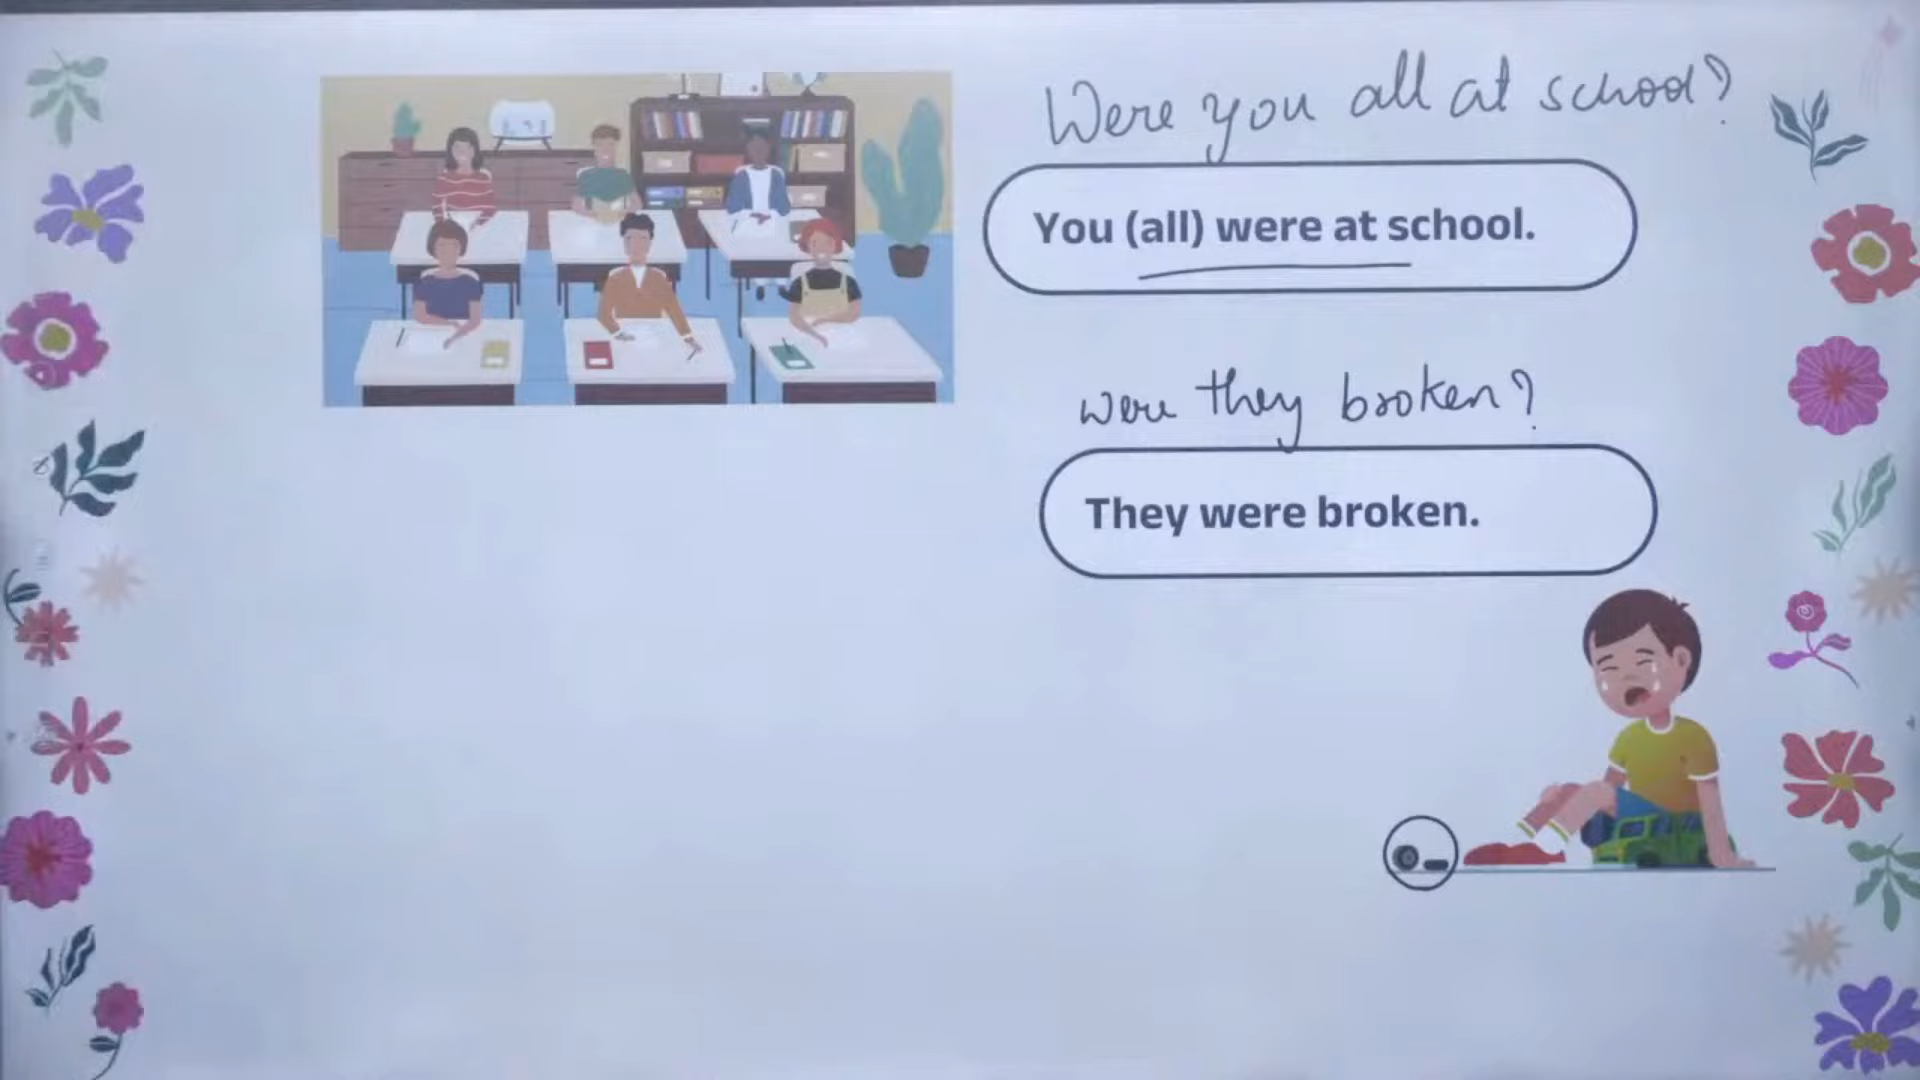 Were you all at school?
You (all) were at school.
were they broken?
They were broken.